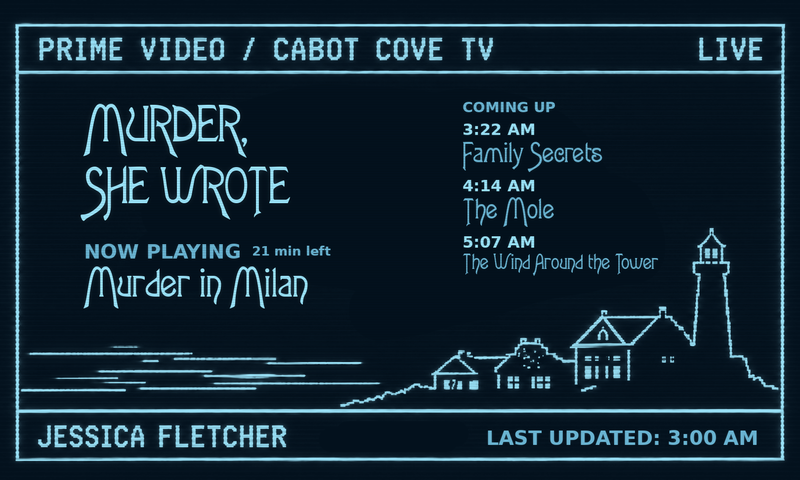 PRIME VIDEO / CABOT COVE TV
LIVE
MURDER,
SHE WROTE
NOW PLAYING 21 min left
Murder in Milan
COMING UP
3:22 AM
Family Secrets
4:14 AM
The Mole
5:07 AM
The Wind Around the Tower
JESSICA FLETCHER
LAST UPDATED: 3:00 AM